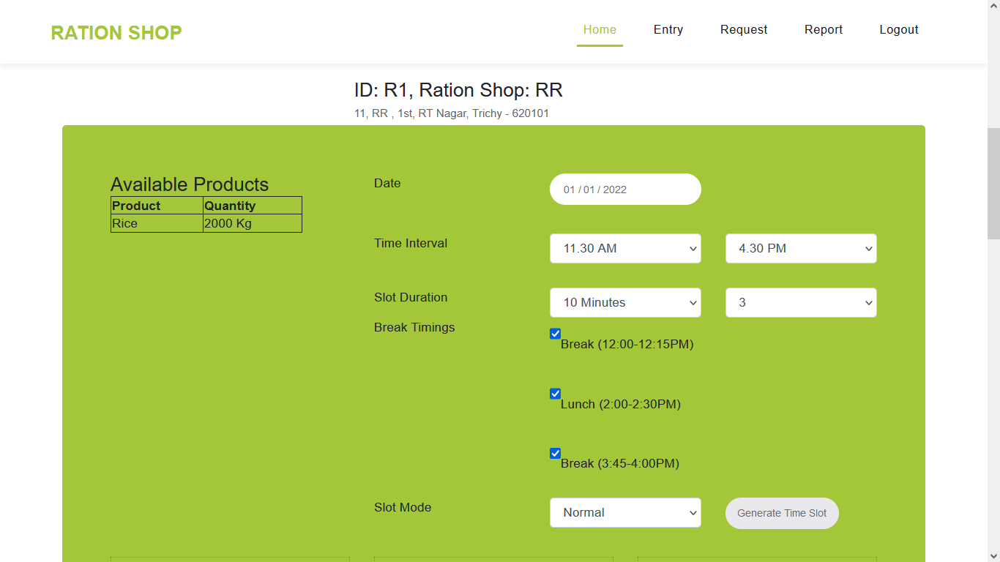 RATION SHOP
Home Entry Request Report Logout
ID: R1, Ration Shop: RR
11, RR , 1st, RT Nagar, Trichy - 620101
Available Products
Product Quantity
Rice 2000 Kg
Date 01 / 01 / 2022
Time Interval 11.30 AM 4.30 PM
Slot Duration 10 Minutes 3
Break Timings
Break (12:00-12:15PM)
Lunch (2:00-2:30PM)
Break (3:45-4:00PM)
Slot Mode Normal Generate Time Slot